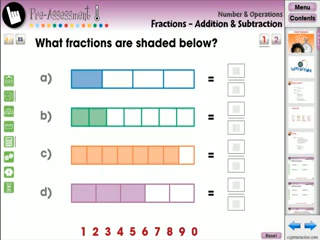 Pre-Assessment!
Number & Operations
Fractions – Addition & Subtraction
What fractions are shaded below?
1 2
a) =
b) =
c) =
d) =
1 2 3 4 5 6 7 8 9 0
Reset
Menu
Contents